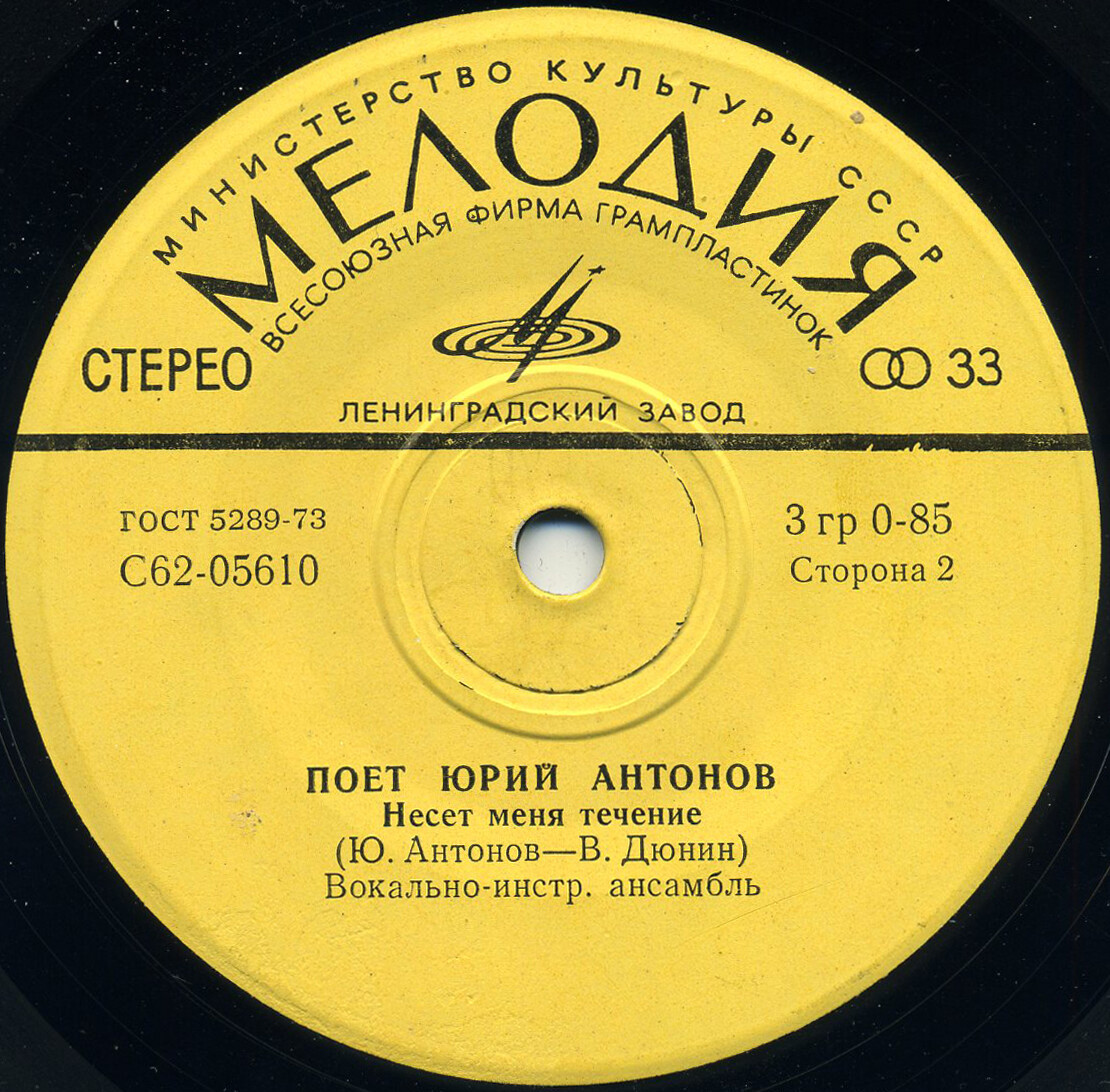 МИНИСТЕРСТВО КУЛЬТУРЫ СССР
МЕЛОДИЯ
ВСЕСОЮЗНАЯ ФИРМА ГРАМПЛАСТИНОК
СТЕРЕО
33
ЛЕНИНГРАДСКИЙ ЗАВОД
ГОСТ 5289-73
С62-05610
3 гр 0-85
Сторона 2
ПОЕТ ЮРИЙ АНТОНОВ
Несет меня течение
(Ю. Антонов—В. Дюнин)
Вокально-инстр. ансамбль